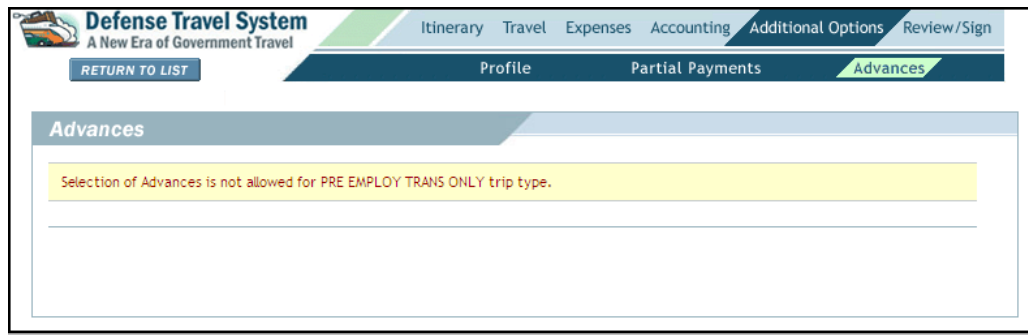 Defense Travel System
A New Era of Government Travel
Itinerary Travel Expenses Accounting Additional Options Review/Sign
RETURN TO LIST
Profile Partial Payments Advances
Advances
Selection of Advances is not allowed for PRE EMPLOY TRANS ONLY trip type.